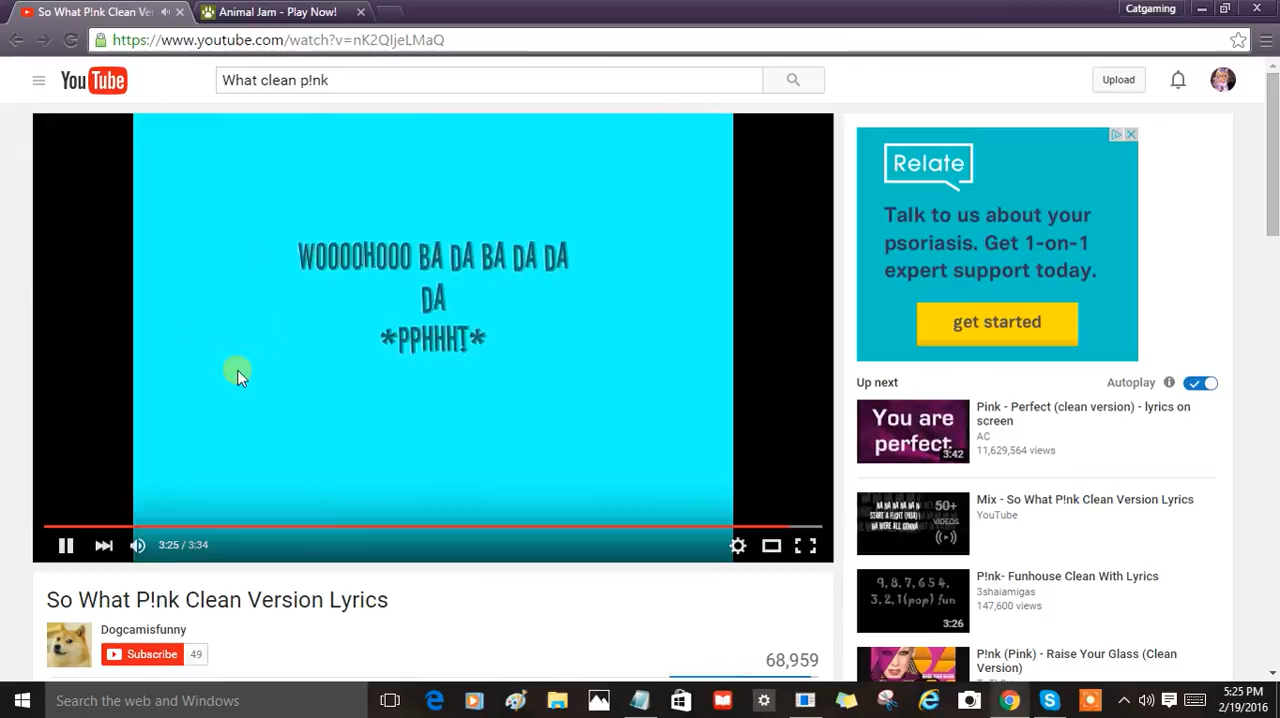 So What P!nk Clean Ve
Animal Jam - Play Now!
Catgaming
https://www.youtube.com/watch?v=nK2QIjeLMaQ
YouTube
What clean p!nk
Upload
WOOOOHOOO BA DA BA DA DA
DA
*PPHHHT*
Relate
Talk to us about your
psoriasis. Get 1-on-1
expert support today.
get started
Up next
Autoplay
You are
perfect.
3:42
Pink - Perfect (clean version) - lyrics on
screen
AC
11,629,564 views
50+
VIDEOS
Mix - So What P!nk Clean Version Lyrics
YouTube
9, 8, 7, 6 5 4,
3, 2, 1 (pop) fun
3:26
P!nk- Funhouse Clean With Lyrics
3shaiamigas
147,600 views
P!nk (Pink) - Raise Your Glass (Clean
Version)
3:25 / 3:34
So What P!nk Clean Version Lyrics
Dogcamisfunny
Subscribe
49
68,959
Search the web and Windows
5:25 PM
2/19/2016